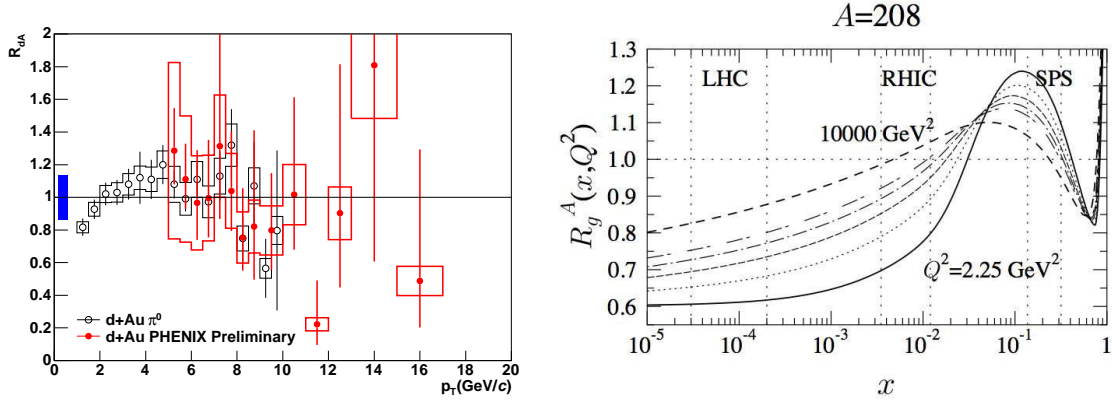 R_dA
2
1.8
1.6
1.4
1.2
1
0.8
0.6
0.4
0.2
0
d+Au π⁰
d+Au PHENIX Preliminary
0 2 4 6 8 10 12 14 16 18 20
p_T(GeV/c)
A=208
R_g^A(x,Q²)
1.3
1.2
1.1
1.0
0.9
0.8
0.7
0.6
LHC RHIC SPS
10000 GeV²
Q²=2.25 GeV²
10⁻⁵ 10⁻⁴ 10⁻³ 10⁻² 10⁻¹ 1
x